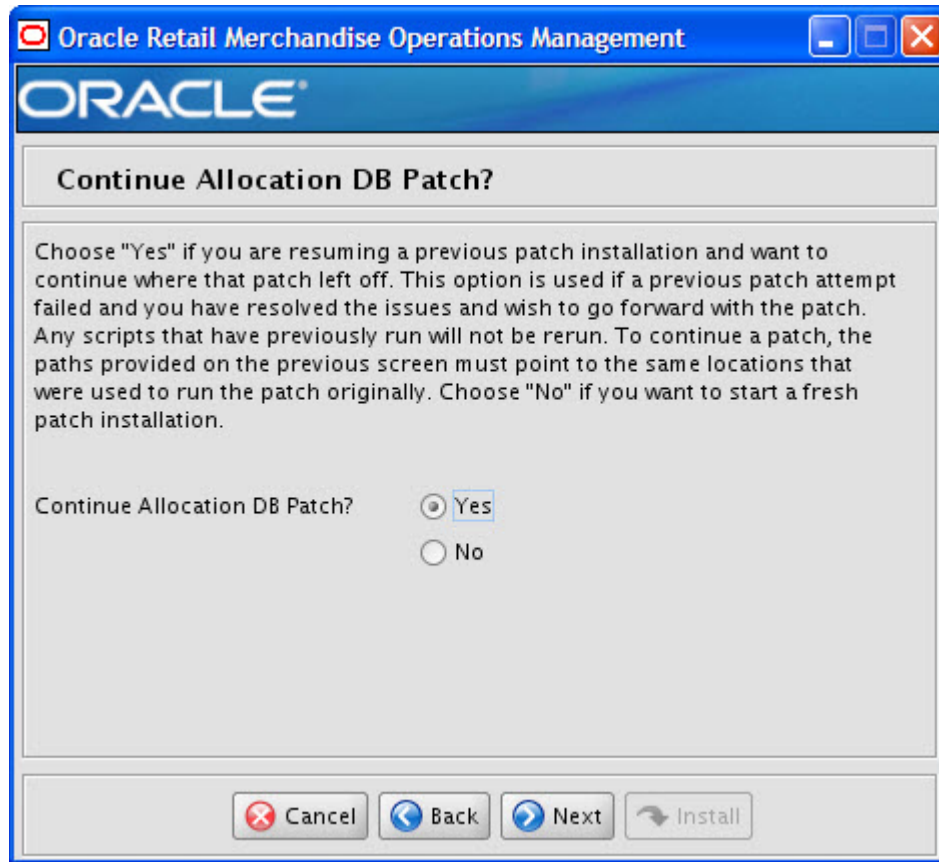 Oracle Retail Merchandise Operations Management
ORACLE®
Continue Allocation DB Patch?
Choose "Yes" if you are resuming a previous patch installation and want to
continue where that patch left off. This option is used if a previous patch attempt
failed and you have resolved the issues and wish to go forward with the patch.
Any scripts that have previously run will not be rerun. To continue a patch, the
paths provided on the previous screen must point to the same locations that
were used to run the patch originally. Choose "No" if you want to start a fresh
patch installation.
Continue Allocation DB Patch? Yes
No
Cancel Back Next Install